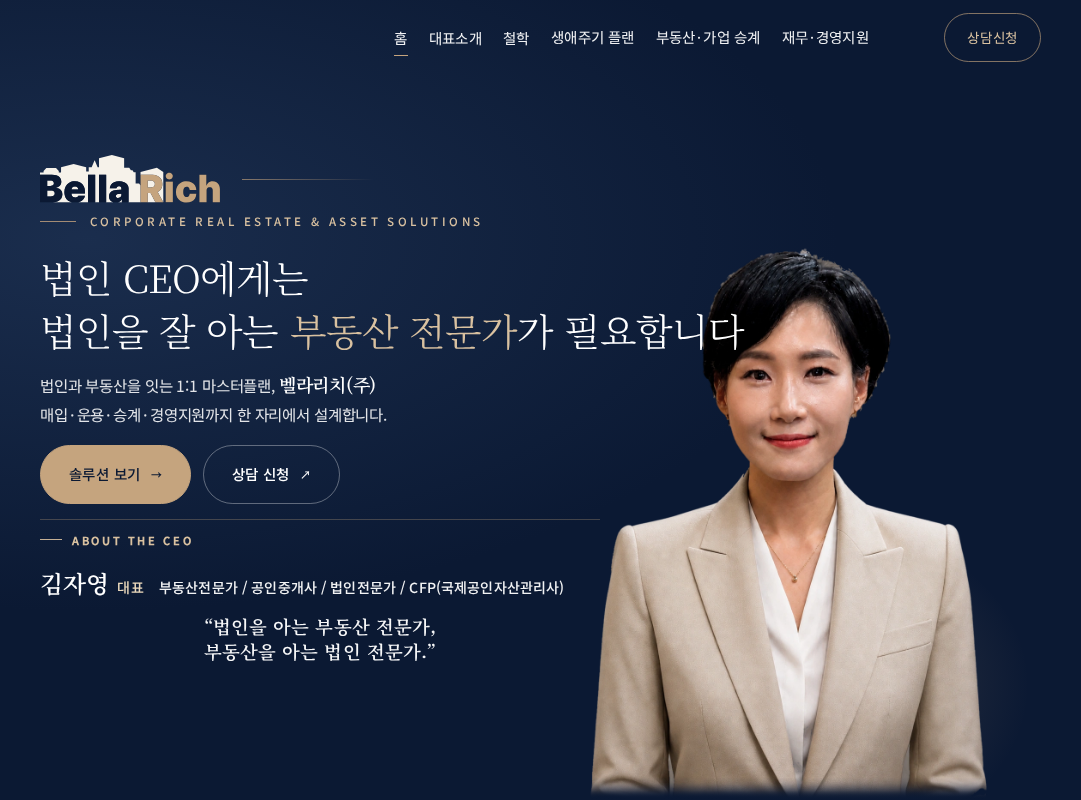 홈 대표소개 철학 생애주기 플랜 부동산·가업 승계 재무·경영지원 상담신청
Bella Rich
CORPORATE REAL ESTATE & ASSET SOLUTIONS
법인 CEO에게는
법인을 잘 아는 부동산 전문가가 필요합니다
법인과 부동산을 잇는 1:1 마스터플랜, 벨라리치(주)
매입·운용·승계·경영지원까지 한 자리에서 설계합니다.
솔루션 보기 → 상담 신청 ↗
ABOUT THE CEO
김자영 대표 부동산전문가 / 공인중개사 / 법인전문가 / CFP(국제공인자산관리사)
“법인을 아는 부동산 전문가,
부동산을 아는 법인 전문가.”